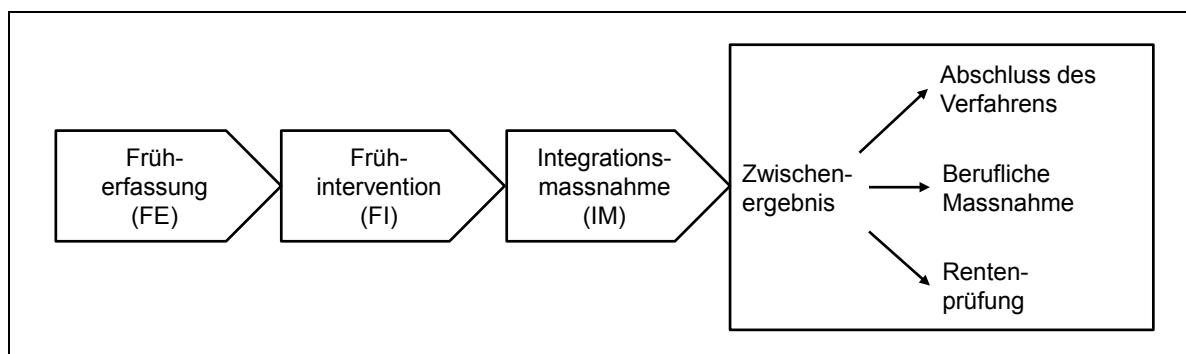 Früh-
erfassung
(FE)
Früh-
intervention
(FI)
Integrations-
massnahme
(IM)
Zwischen-
ergebnis
Abschluss des
Verfahrens
Berufliche
Massnahme
Renten-
prüfung